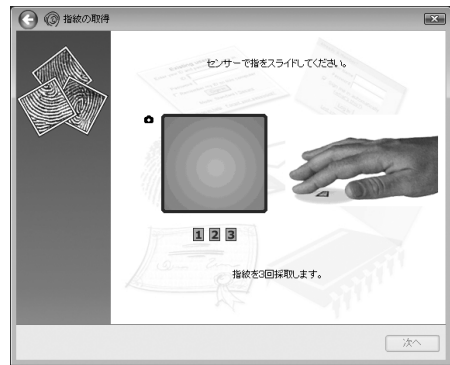 指紋の取得
センサーで指をスライドしてください。
1 2 3
指紋を3回採取します。
次へ